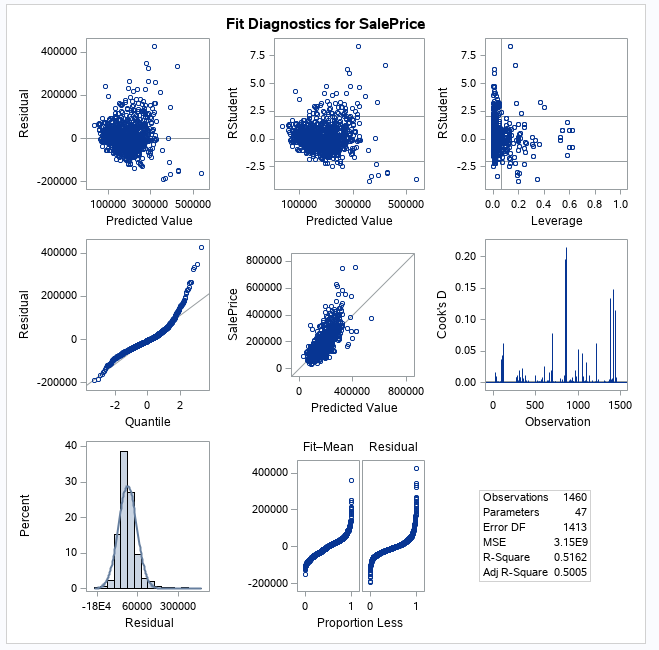 Fit Diagnostics for SalePrice
400000
200000
0
-200000
Residual
100000 300000 500000
Predicted Value
7.5
5.0
2.5
0.0
-2.5
RStudent
100000 300000 500000
Predicted Value
7.5
5.0
2.5
0.0
-2.5
RStudent
0.0 0.2 0.4 0.6 0.8 1.0
Leverage
400000
200000
0
-200000
Residual
-2 0 2
Quantile
800000
600000
400000
200000
0
SalePrice
0 400000 800000
Predicted Value
0.20
0.15
0.10
0.05
0.00
Cook's D
0 500 1000 1500
Observation
40
30
20
10
0
Percent
-18E4 60000 300000
Residual
Fit–Mean Residual
400000
200000
0
-200000
0 1 0 1
Proportion Less
Observations 1460
Parameters 47
Error DF 1413
MSE 3.15E9
R-Square 0.5162
Adj R-Square 0.5005